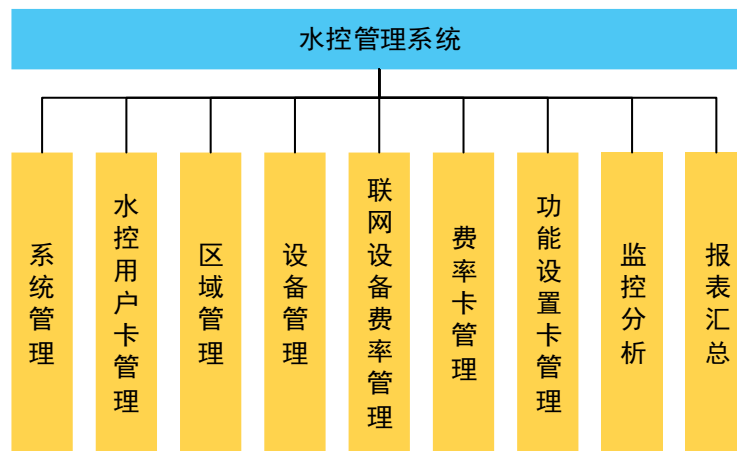 水控管理系统
系统管理
水控用户卡管理
区域管理
设备管理
联网设备费率管理
费率卡管理
功能设置卡管理
监控分析
报表汇总